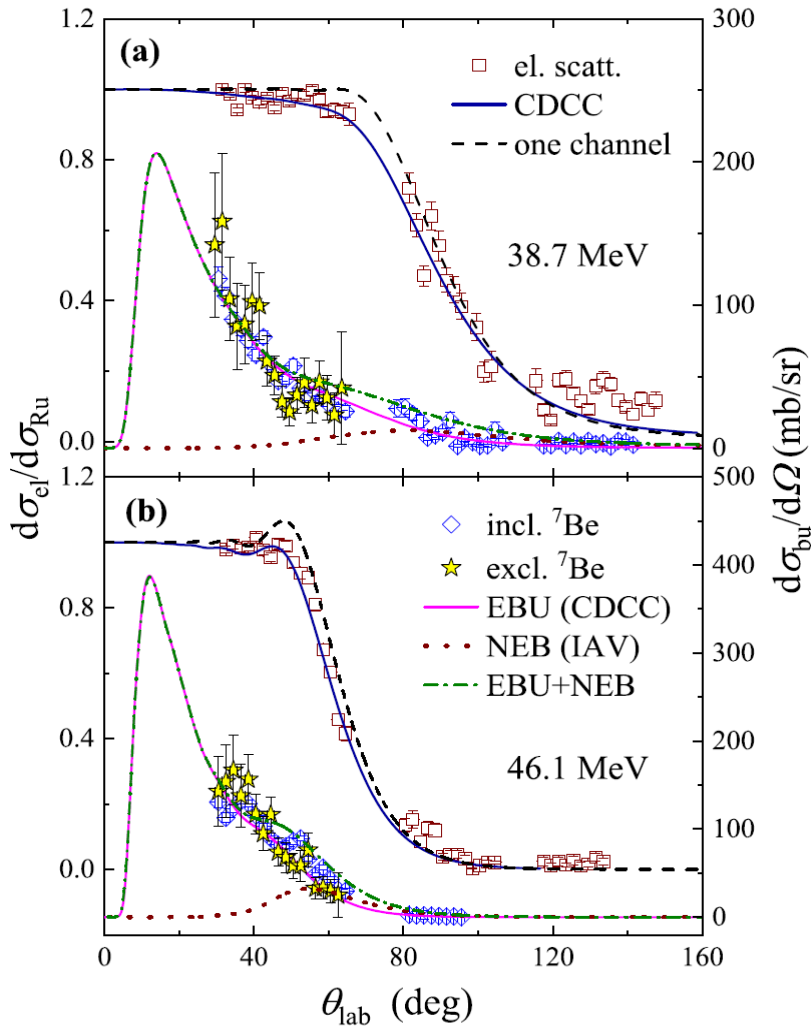 (a)
el. scatt.
CDCC
one channel
38.7 MeV
1.2
0.8
0.4
0.0
300
200
100
0
dσel/dσRu
dσbu/dΩ(mb/sr)
(b)
incl. ⁷Be
excl. ⁷Be
EBU (CDCC)
NEB (IAV)
EBU+NEB
46.1 MeV
1.2
0.8
0.4
0.0
500
400
300
200
100
0
0 40 80 120 160
θlab (deg)